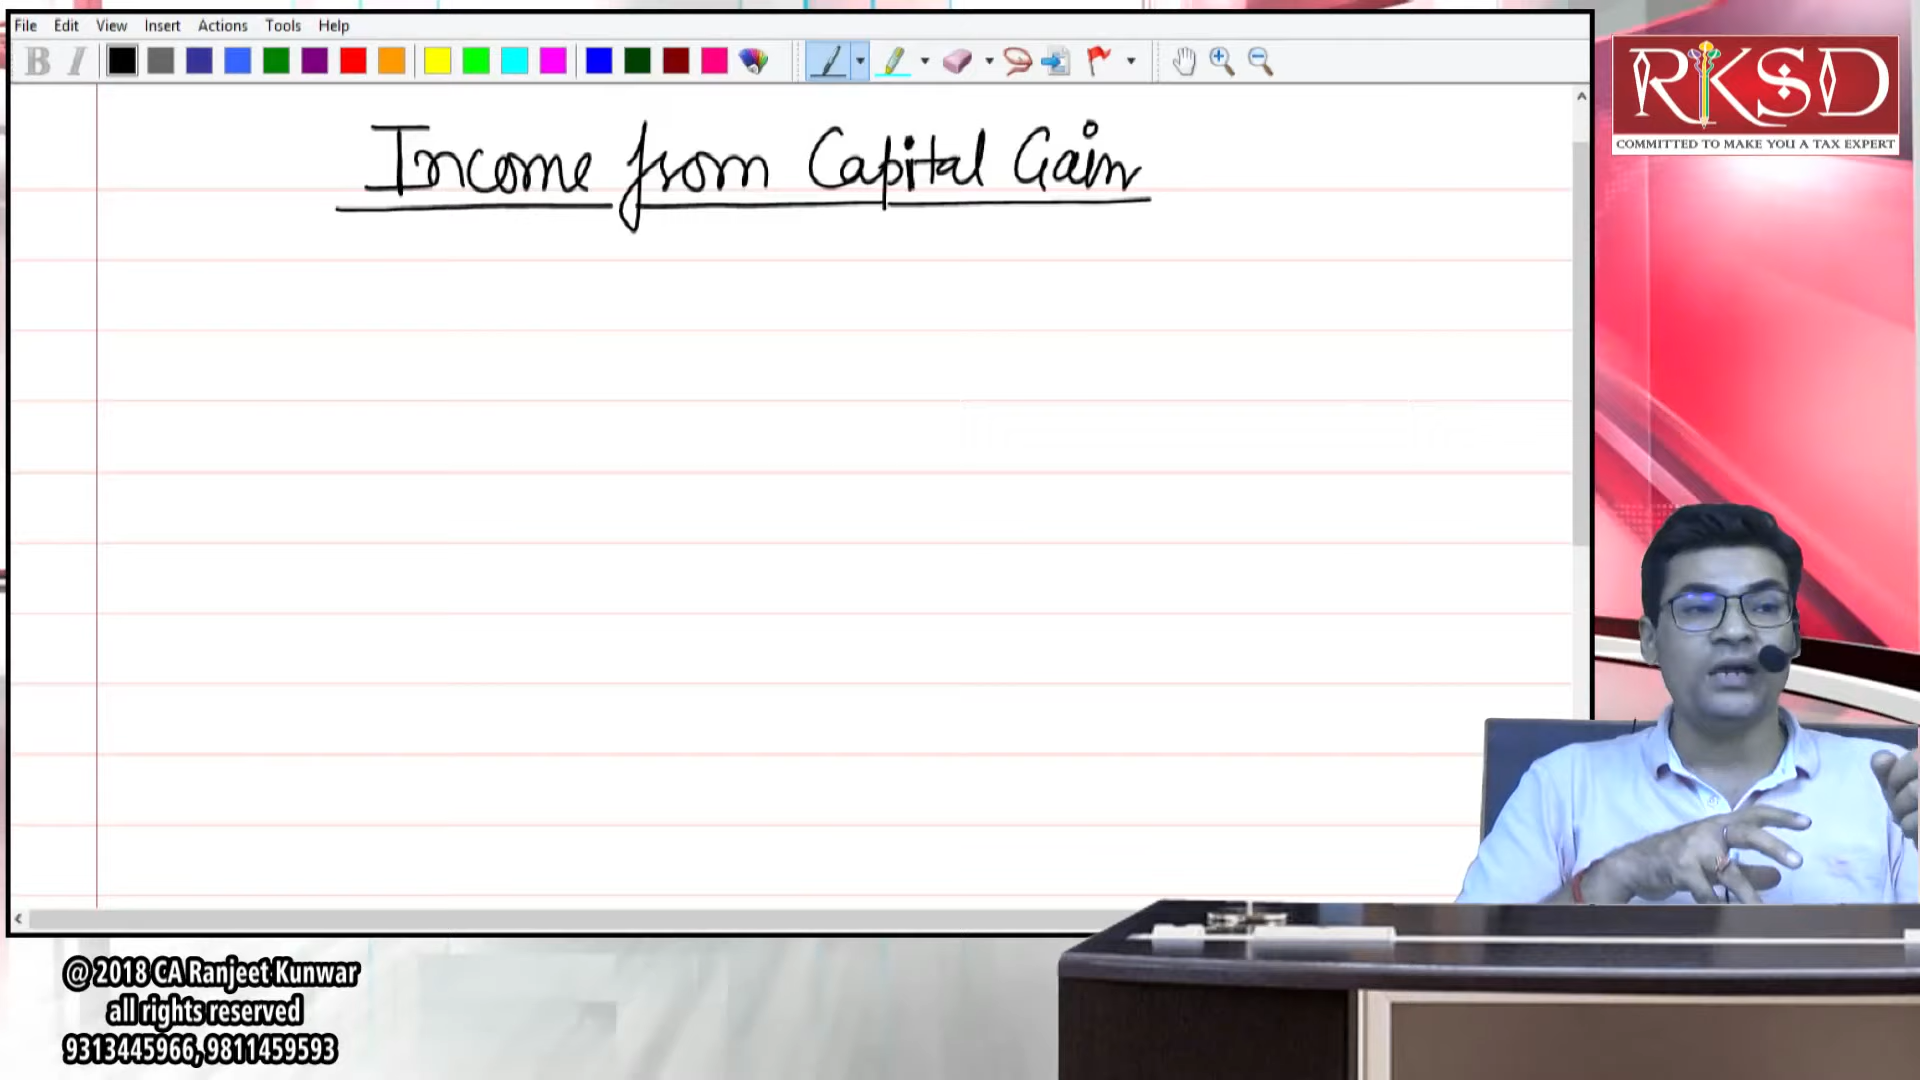 File Edit View Insert Actions Tools Help
B I
Income from Capital Gain
RKSD
COMMITTED TO MAKE YOU A TAX EXPERT
@ 2018 CA Ranjeet Kunwar
all rights reserved
9313445966, 9811459593